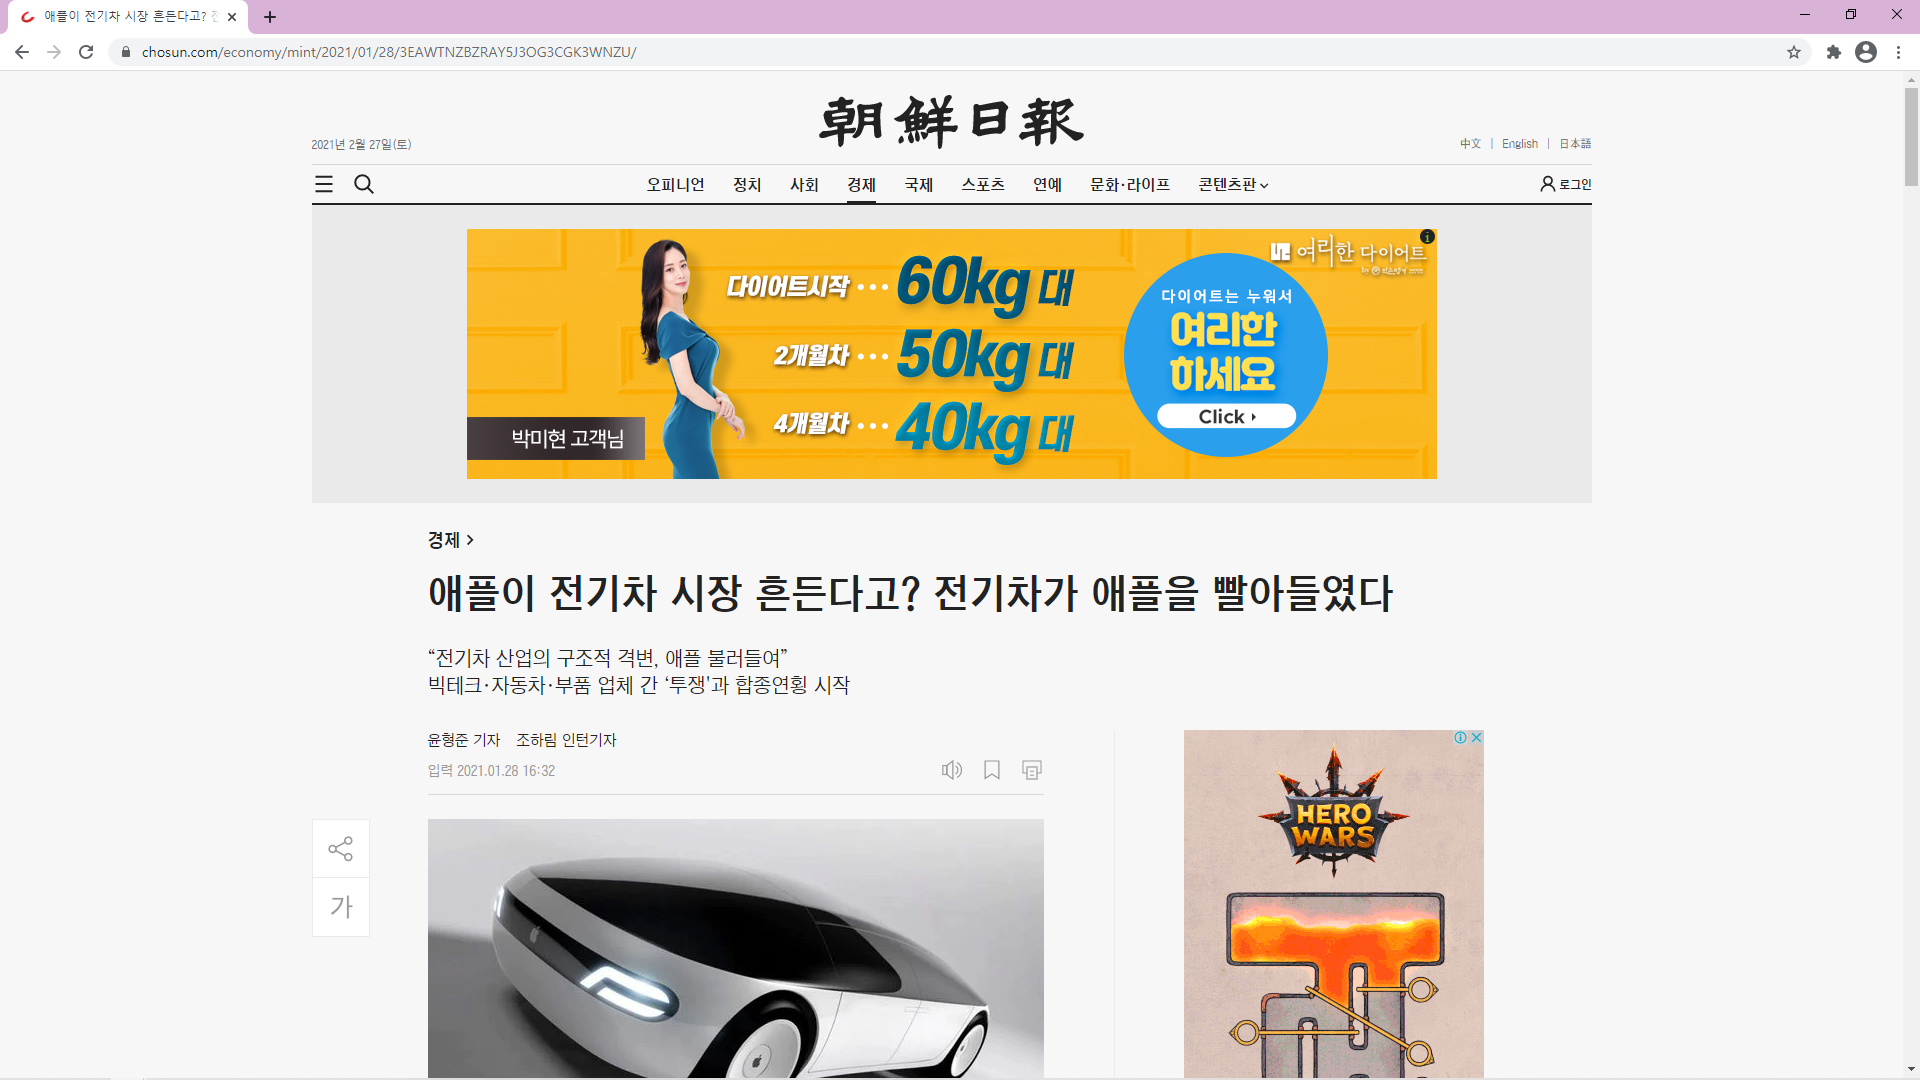 애플이 전기차 시장 흔든다고? 전
chosun.com/economy/mint/2021/01/28/3EAWTNZBZRAY5J3OG3CGK3WNZU/
朝鮮日報
2021년 2월 27일(토)
中文 | English | 日本語
오피니언 정치 사회 경제 국제 스포츠 연예 문화·라이프 콘텐츠판
로그인
여리한 다이어트
다이어트시작 ··· 60kg 대
2개월차 ··· 50kg 대
4개월차 ··· 40kg 대
박미현 고객님
다이어트는 누워서
여리한
하세요
Click
경제 >
애플이 전기차 시장 흔든다고? 전기차가 애플을 빨아들였다
“전기차 산업의 구조적 격변, 애플 불러들여”
빅테크·자동차·부품 업체 간 ‘투쟁'과 합종연횡 시작
윤형준 기자 조하림 인턴기자
입력 2021.01.28 16:32
가
HERO
WARS